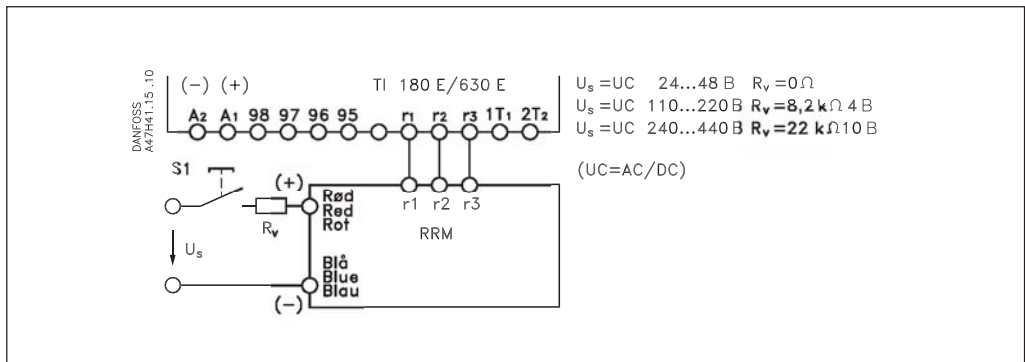 DANFOSS
A47H41.15.10
(-) (+) TI 180 E/630 E
A2 A1 98 97 96 95 r1 r2 r3 1T1 2T2
Us =UC 24...48 В Rv =0Ω
Us =UC 110...220 В Rv =8,2 kΩ 4 В
Us =UC 240...440 В Rv =22 kΩ 10 В
(UC=AC/DC)
S1
(+)
r1 r2 r3
Rød
Red
Rot
Rv
RRM
Us
Blå
Blue
Blau
(-)